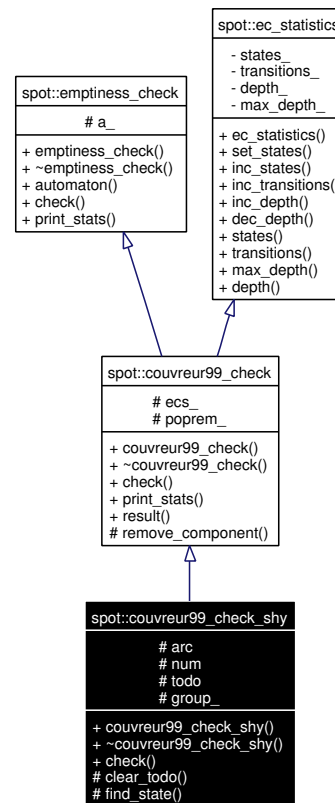 spot::ec_statistics
- states_
- transitions_
- depth_
- max_depth_
+ ec_statistics()
+ set_states()
+ inc_states()
+ inc_transitions()
+ inc_depth()
+ dec_depth()
+ states()
+ transitions()
+ max_depth()
+ depth()
spot::emptiness_check
# a_
+ emptiness_check()
+ ~emptiness_check()
+ automaton()
+ check()
+ print_stats()
spot::couvreur99_check
# ecs_
# poprem_
+ couvreur99_check()
+ ~couvreur99_check()
+ check()
+ print_stats()
+ result()
# remove_component()
spot::couvreur99_check_shy
# arc
# num
# todo
# group_
+ couvreur99_check_shy()
+ ~couvreur99_check_shy()
+ check()
# clear_todo()
# find_state()